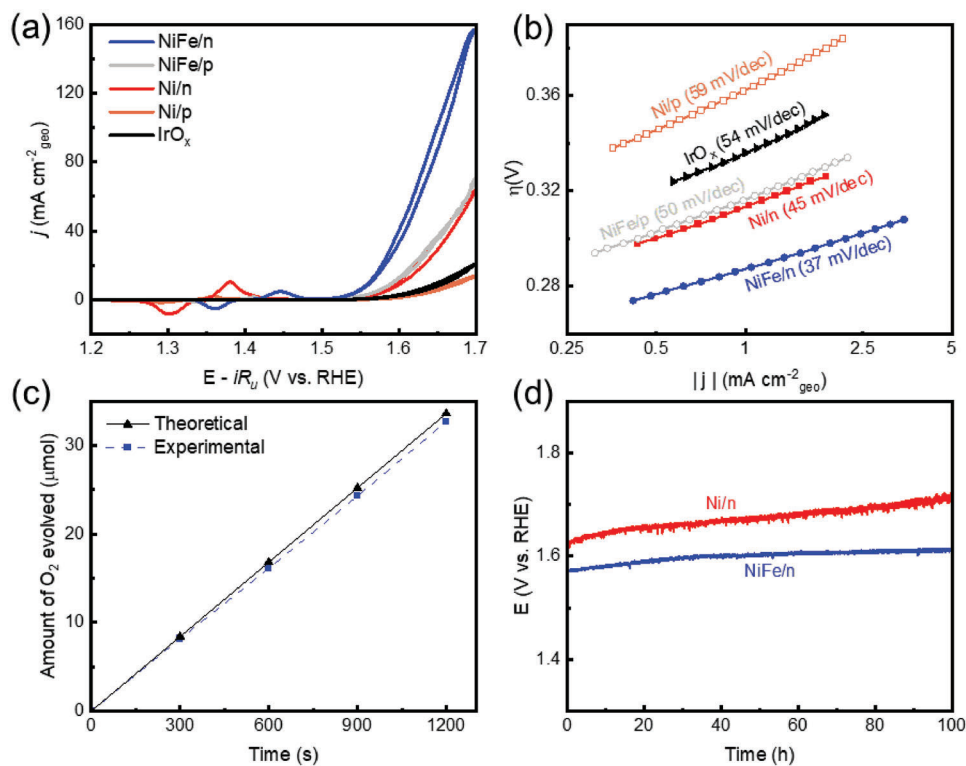 (a)
NiFe/n
NiFe/p
Ni/n
Ni/p
IrOₓ
160
120
80
40
0
j (mA cm⁻²geo)
1.2 1.3 1.4 1.5 1.6 1.7
E - iRᵤ (V vs. RHE)
(b)
0.36
0.32
0.28
η(V)
Ni/p (59 mV/dec)
IrOₓ (54 mV/dec)
NiFe/p (50 mV/dec)
Ni/n (45 mV/dec)
NiFe/n (37 mV/dec)
0.25 0.5 1 2.5 5
| j | (mA cm⁻²geo)
(c)
Theoretical
Experimental
30
20
10
0
Amount of O₂ evolved (μmol)
0 300 600 900 1200
Time (s)
(d)
1.8
1.6
1.4
E (V vs. RHE)
Ni/n
NiFe/n
0 20 40 60 80 100
Time (h)